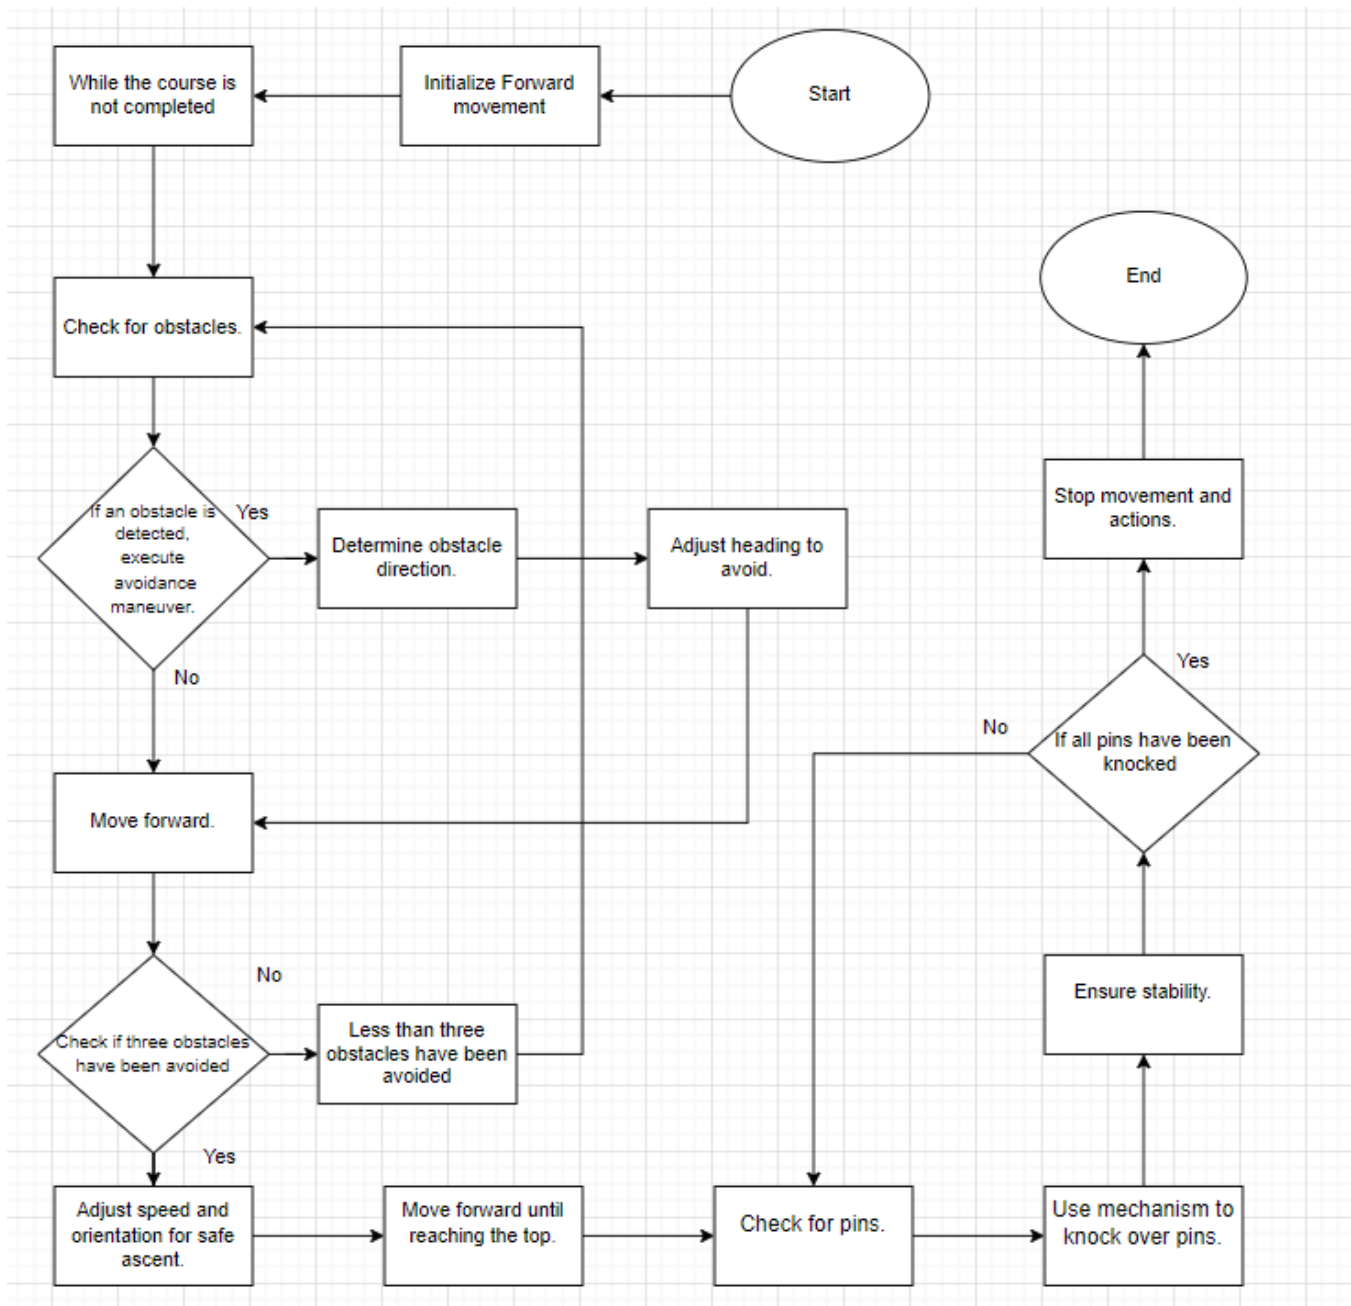 While the course is
not completed
Initialize Forward
movement
Start
Check for obstacles.
End
If an obstacle is
detected,
execute
avoidance
maneuver.
Yes
No
Determine obstacle
direction.
Adjust heading to
avoid.
Stop movement and
actions.
Move forward.
Yes
No
If all pins have been
knocked
Check if three obstacles
have been avoided
No
Yes
Less than three
obstacles have been
avoided
Ensure stability.
Adjust speed and
orientation for safe
ascent.
Move forward until
reaching the top.
Check for pins.
Use mechanism to
knock over pins.